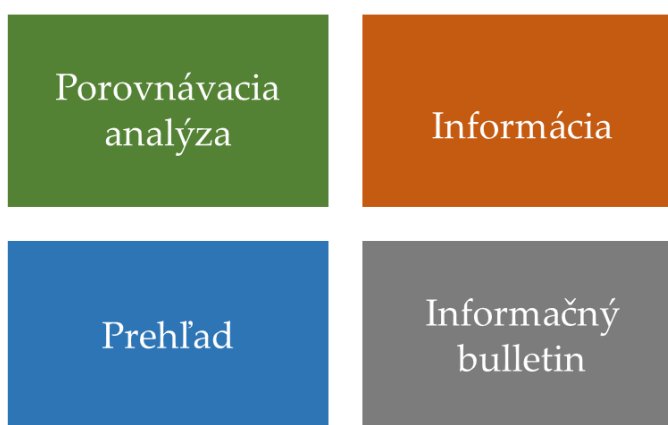 Porovnávacia
analýza
Informácia
Prehľad
Informačný
bulletin